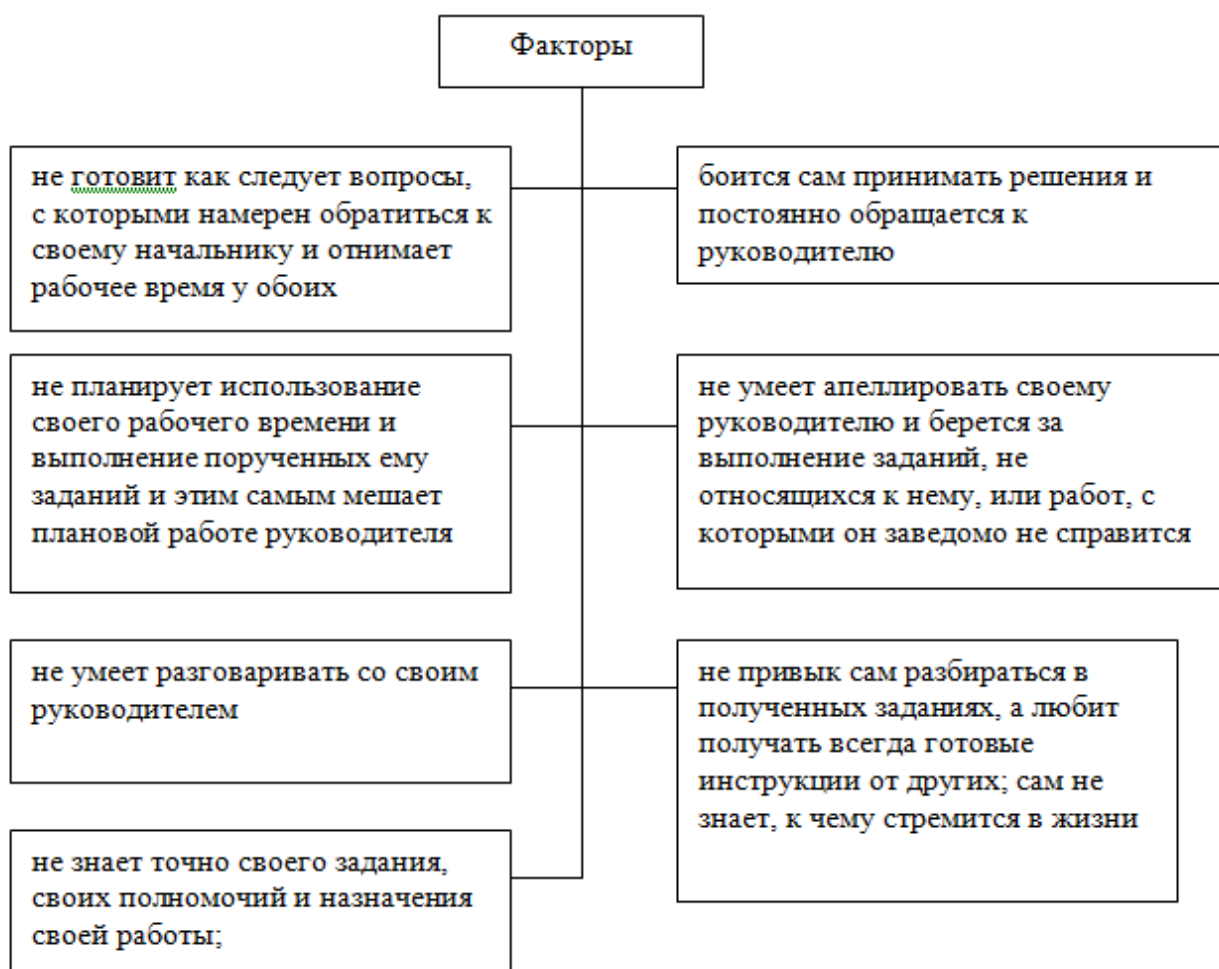 Факторы
не готовит как следует вопросы,
с которыми намерен обратиться к
своему начальнику и отнимает
рабочее время у обоих
боится сам принимать решения и
постоянно обращается к
руководителю
не планирует использование
своего рабочего времени и
выполнение порученных ему
заданий и этим самым мешает
плановой работе руководителя
не умеет апеллировать своему
руководителю и берется за
выполнение заданий, не
относящихся к нему, или работ, с
которыми он заведомо не справится
не умеет разговаривать со своим
руководителем
не привык сам разбираться в
полученных заданиях, а любит
получать всегда готовые
инструкции от других; сам не
знает, к чему стремится в жизни
не знает точно своего задания,
своих полномочий и назначения
своей работы;